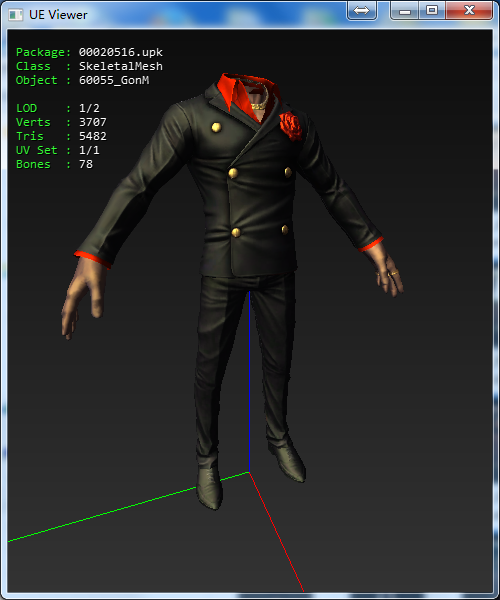 UE Viewer
Package: 00020516.upk
Class : SkeletalMesh
Object : 60055_GonM
LOD : 1/2
Verts : 3707
Tris : 5482
UV Set : 1/1
Bones : 78